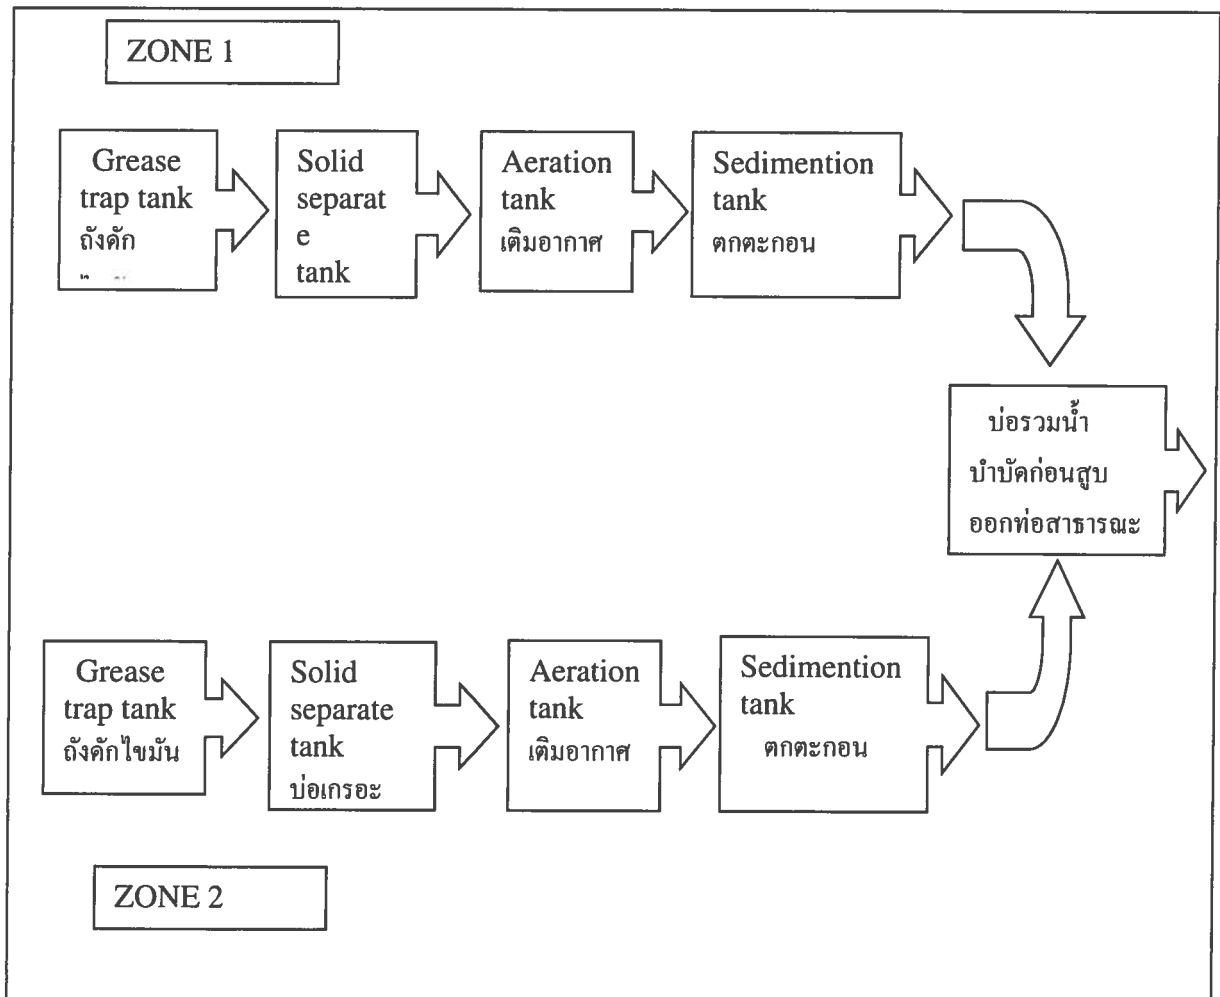 ZONE 1
Grease
trap tank
ถังดัก
Solid
separat
e
tank
Aeration
tank
เติมอากาศ
Sedimention
tank
ตกตะกอน
บ่อรวมน้ำ
บำบัดก่อนสูบ
ออกท่อสาธารณะ
Grease
trap tank
ถังดักไขมัน
Solid
separate
tank
บ่อเกรอะ
Aeration
tank
เติมอากาศ
Sedimention
tank
ตกตะกอน
ZONE 2